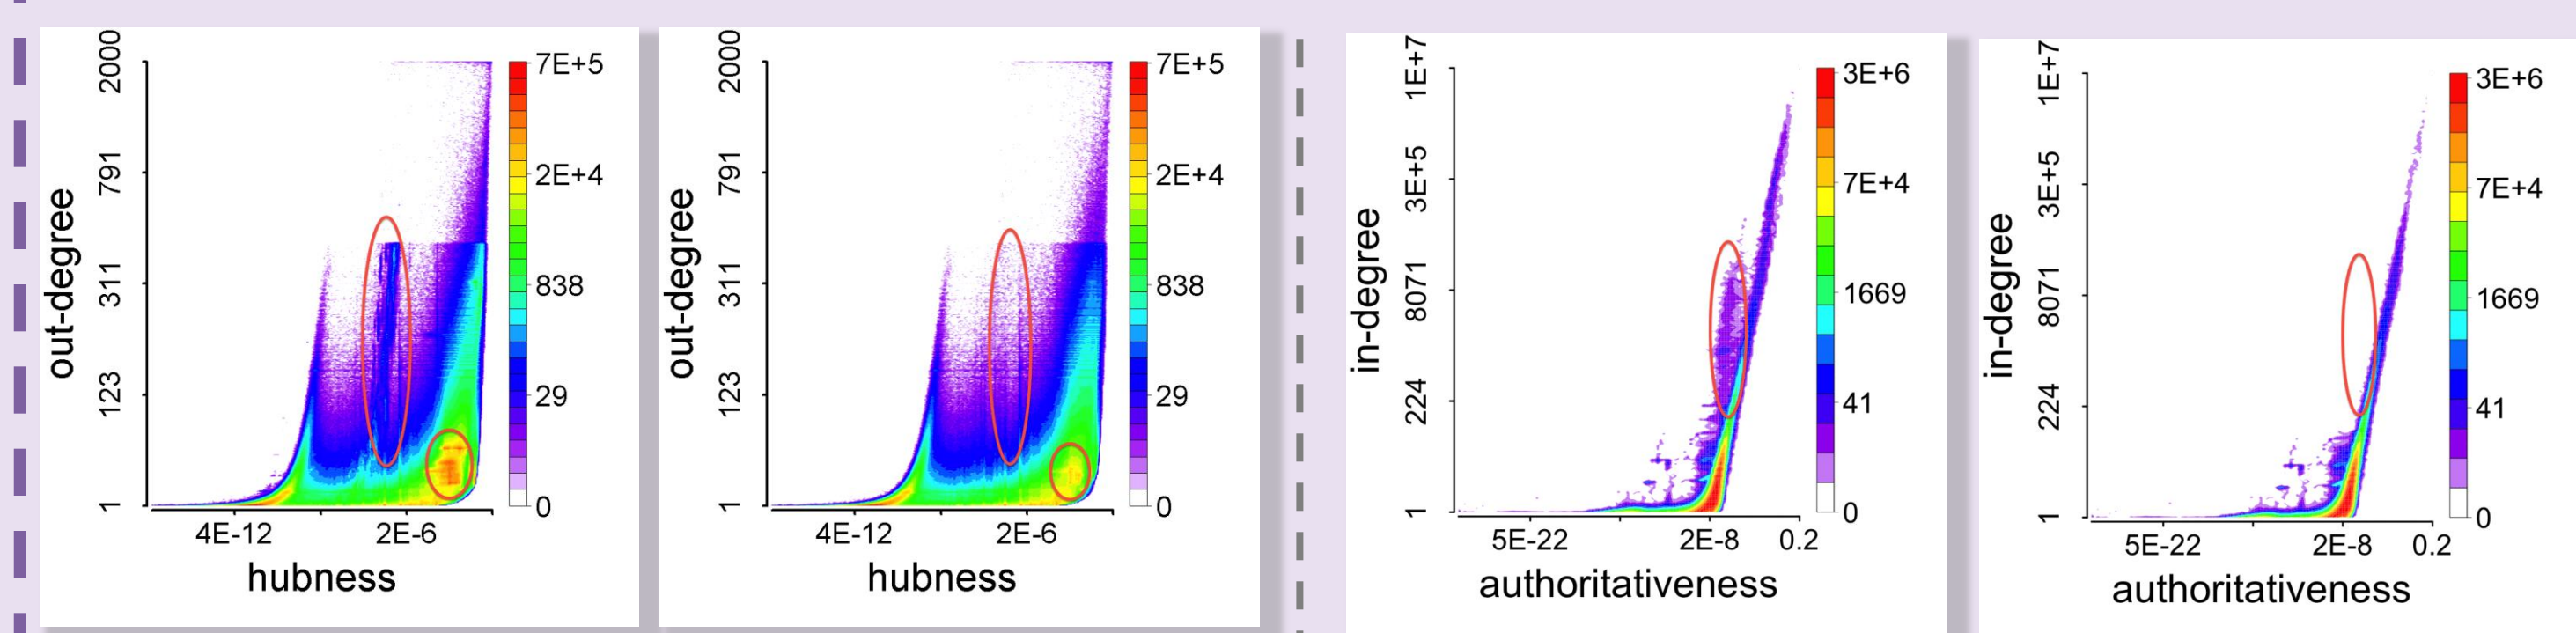 out-degree
2000
791
311
123
1
4E-12
2E-6
hubness
7E+5
2E+4
838
29
0
out-degree
2000
791
311
123
1
4E-12
2E-6
hubness
7E+5
2E+4
838
29
0
in-degree
1E+7
3E+5
8071
224
1
5E-22
2E-8
0.2
authoritativeness
3E+6
7E+4
1669
41
0
in-degree
1E+7
3E+5
8071
224
1
5E-22
2E-8
0.2
authoritativeness
3E+6
7E+4
1669
41
0